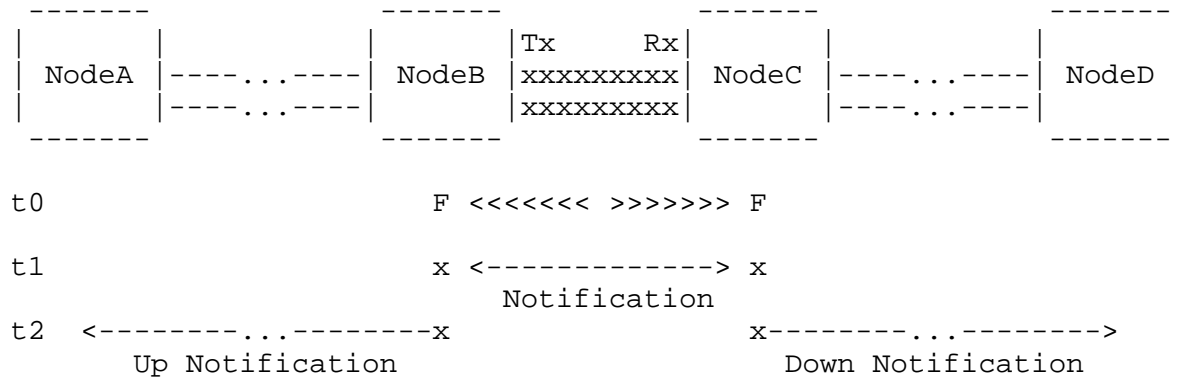 -------                 -------               -------                 -------
|       |               |       |Tx     Rx|       |               |
| NodeA |----...----| NodeB |xxxxxxxxx| NodeC |----...----| NodeD
|       |----...----|       |xxxxxxxxx|       |----...----|
 -------                 -------               -------                 -------
t0 F <<<<<<< >>>>>>> F
t1 x <-------------> x
Notification
t2 <--------...--------x x--------...-------->
Up Notification Down Notification